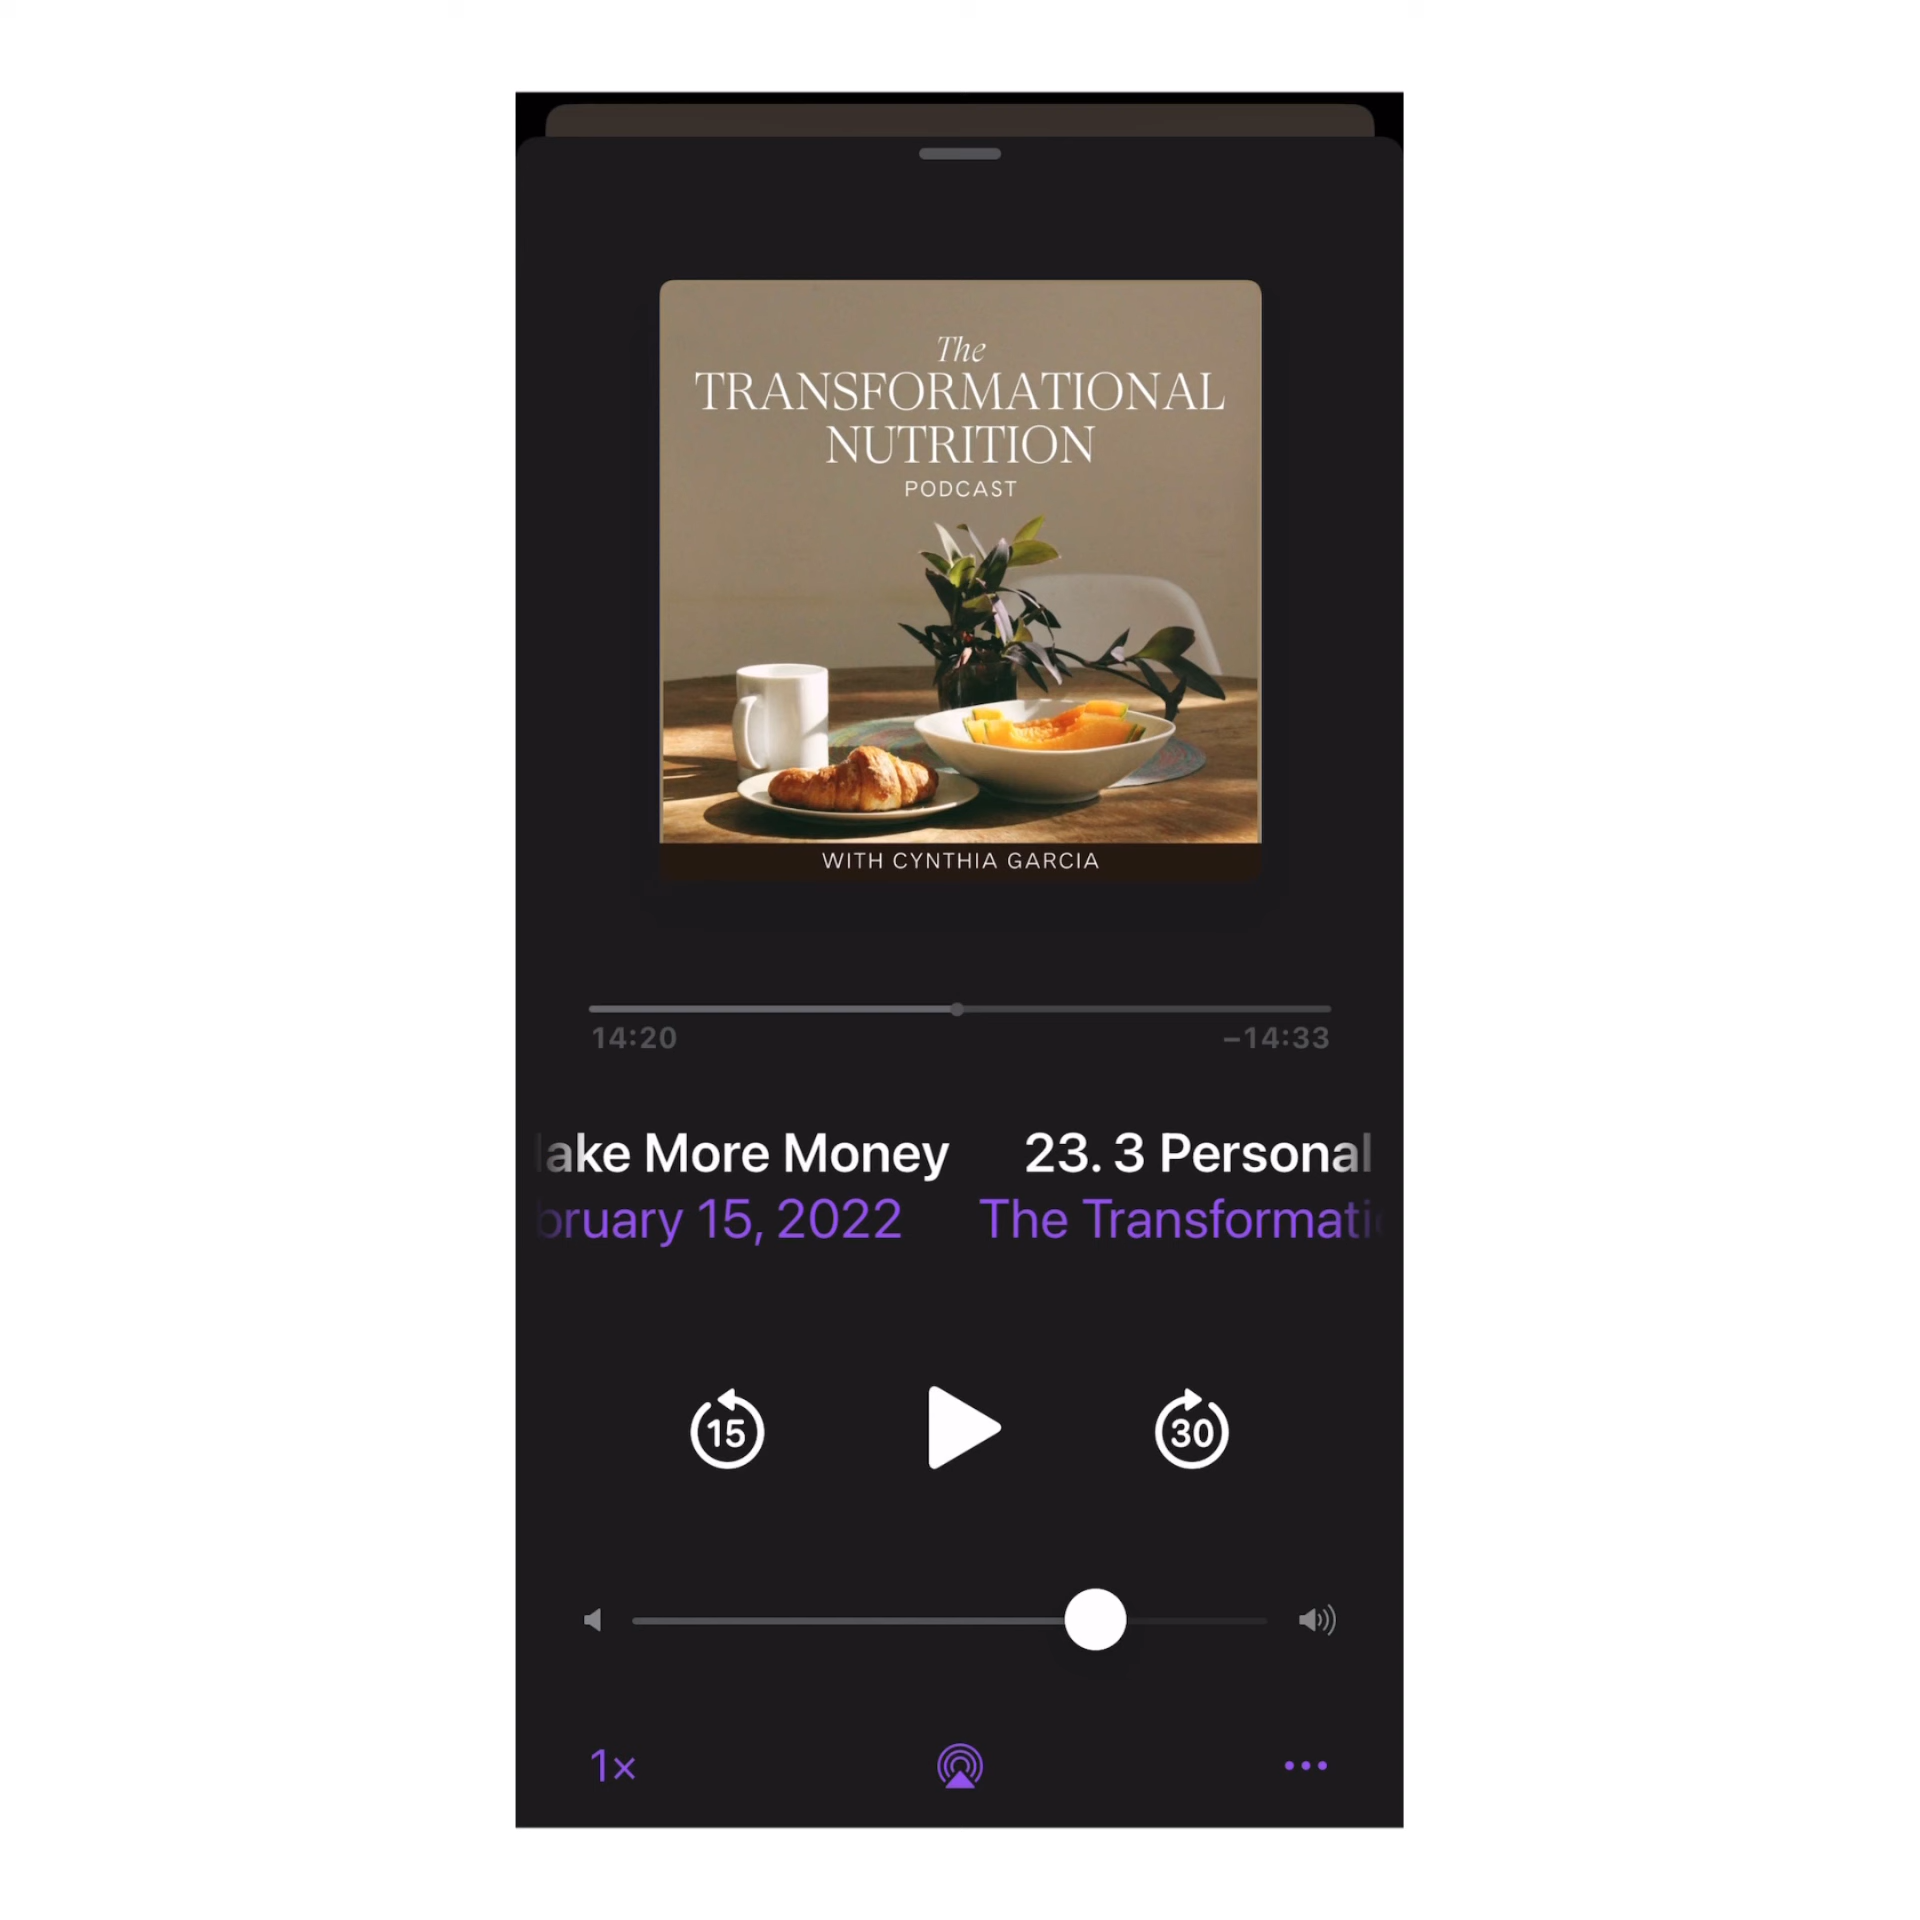 The
TRANSFORMATIONAL
NUTRITION
PODCAST
WITH CYNTHIA GARCIA
14:20 –14:33
ake More Money 23. 3 Personal
bruary 15, 2022 The Transformati
15 30
1×